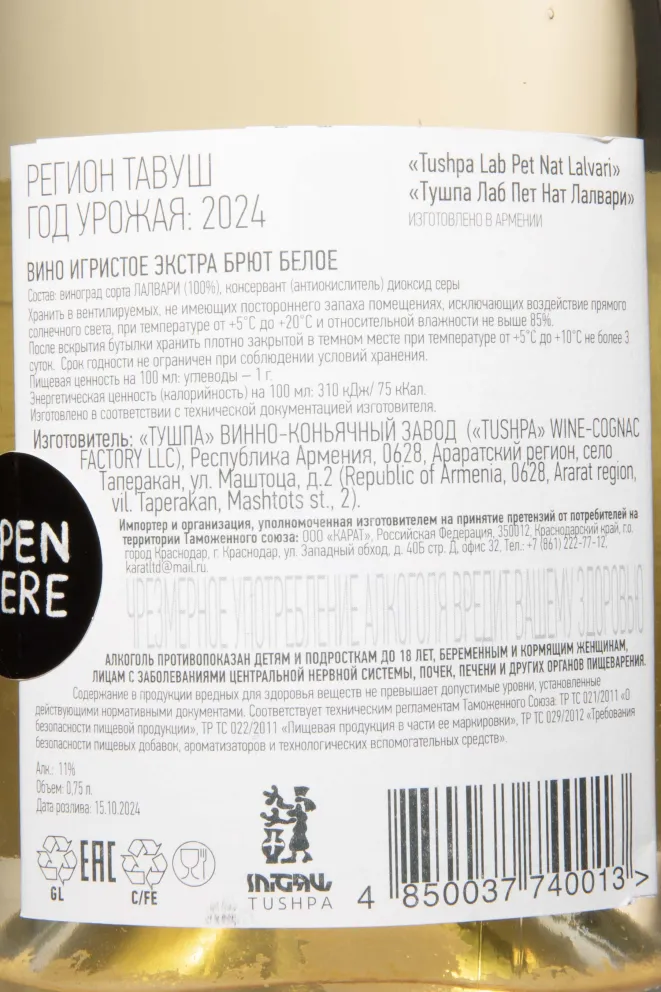 РЕГИОН ТАВУШ
ГОД УРОЖАЯ: 2024
«Tushpa Lab Pet Nat Lalvari»
«Тушпа Лаб Пет Нат Лалвари»
ИЗГОТОВЛЕНО В АРМЕНИИ
ВИНО ИГРИСТОЕ ЭКСТРА БРЮТ БЕЛОЕ
Состав: виноград сорта ЛАЛВАРИ (100%), консервант (антиокислитель) диоксид серы
Хранить в вентилируемых, не имеющих постороннего запаха помещениях, исключающих воздействие прямого
солнечного света, при температуре от +5°С до +20°С и относительной влажности не выше 85%.
После вскрытия бутылки хранить плотно закрытой в темном месте при температуре от +5°С до +10°С не более 3
суток. Срок годности не ограничен при соблюдении условий хранения.
Пищевая ценность на 100 мл: углеводы – 1 г.
Энергетическая ценность (калорийность) на 100 мл: 310 кДж/ 75 кКал.
Изготовлено в соответствии с технической документацией изготовителя.
Изготовитель: «ТУШПА» ВИННО-КОНЬЯЧНЫЙ ЗАВОД («TUSHPA» WINE-COGNAC
FACTORY LLC), Республика Армения, 0628, Араратский регион, село
Таперакан, ул. Маштоца, д.2 (Republic of Armenia, 0628, Ararat region,
vil. Taperakan, Mashtots st., 2).
Импортер и организация, уполномоченная изготовителем на принятие претензий от потребителей на
территории Таможенного союза: ООО «КАРАТ», Российская Федерация, 350012, Краснодарский край, г.о.
город Краснодар, г. Краснодар, ул. Западный обход, д. 40Б стр. Д, офис 32, Тел.: +7 (861) 222-77-12,
karatltd@mail.ru.
PEN
ERE
ЧРЕЗМЕРНОЕ УПОТРЕБЛЕНИЕ АЛКОГОЛЯ ВРЕДИТ ВАШЕМУ ЗДОРОВЬЮ
АЛКОГОЛЬ ПРОТИВОПОКАЗАН ДЕТЯМ И ПОДРОСТКАМ ДО 18 ЛЕТ, БЕРЕМЕННЫМ И КОРМЯЩИМ ЖЕНЩИНАМ,
ЛИЦАМ С ЗАБОЛЕВАНИЯМИ ЦЕНТРАЛЬНОЙ НЕРВНОЙ СИСТЕМЫ, ПОЧЕК, ПЕЧЕНИ И ДРУГИХ ОРГАНОВ ПИЩЕВАРЕНИЯ.
Содержание в продукции вредных для здоровья веществ не превышает допустимые уровни, установленные
действующими нормативными документами. Соответствует техническим регламентам Таможенного Союза: ТР ТС 021/2011 «О
безопасности пищевой продукции», ТР ТС 022/2011 «Пищевая продукция в части ее маркировки», ТР ТС 029/2012 «Требования
безопасности пищевых добавок, ароматизаторов и технологических вспомогательных средств».
Алк.: 11%
Объем: 0,75 л.
Дата розлива: 15.10.2024
EAC
GL
C/FE
ՏՈՒՇՊԱ
TUSHPA
4 850037 740013 >